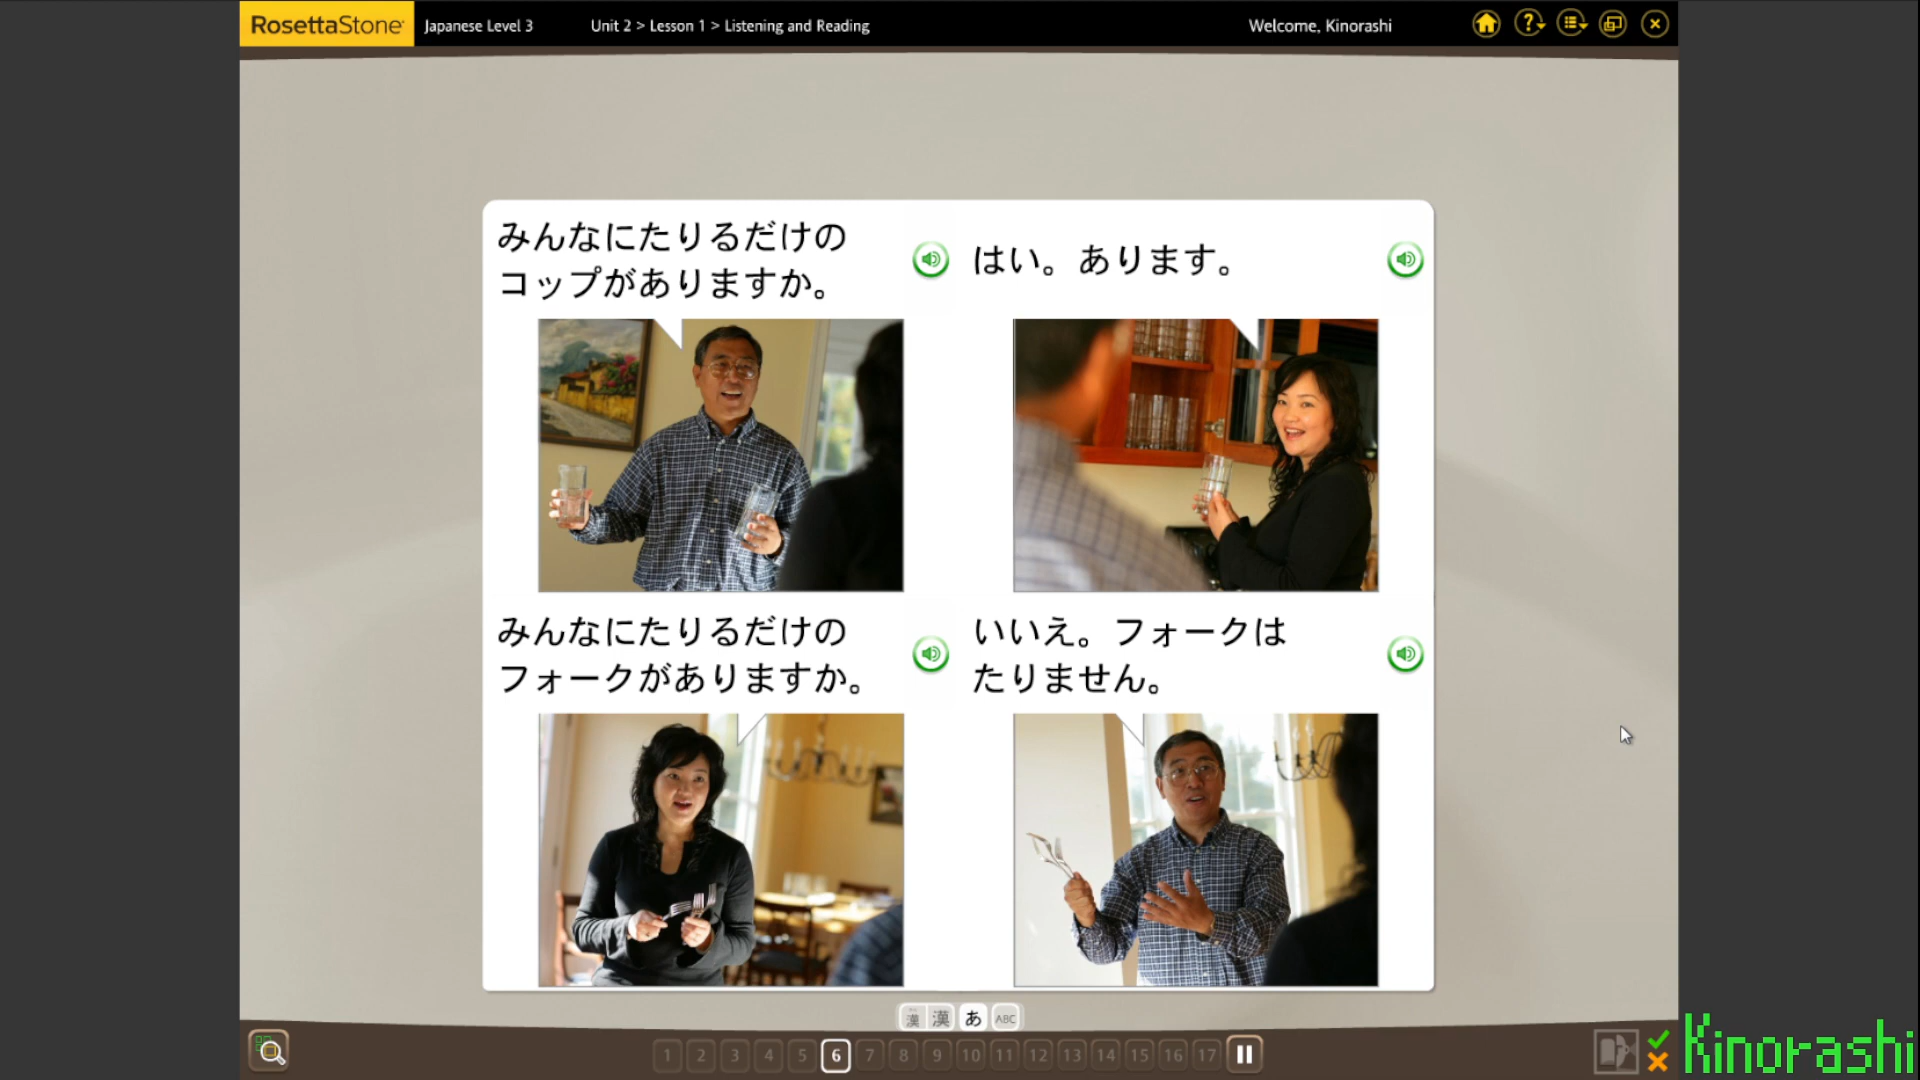 RosettaStone
Japanese Level 3
Unit 2 > Lesson 1 > Listening and Reading
Welcome, Kinorashi
みんなにたりるだけの
コップがありますか。
はい。あります。
みんなにたりるだけの
フォークがありますか。
いいえ。フォークは
たりません。
漢 漢 あ ABC
1 2 3 4 5 6 7 8 9 10 11 12 13 14 15 16 17
Kinorashi